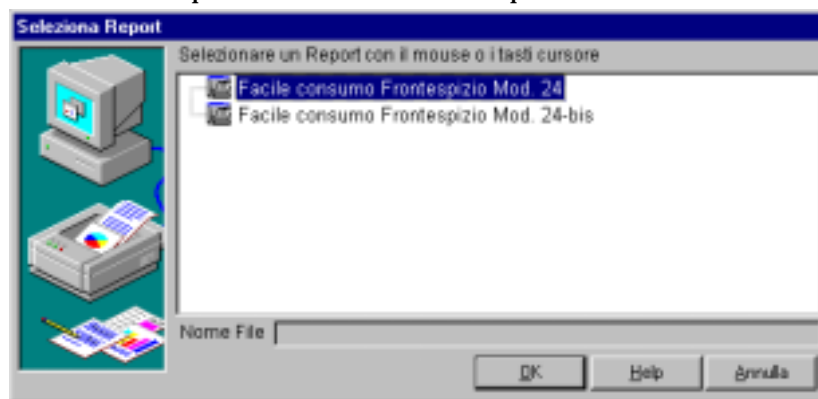 Seleziona Report
Selezionare un Report con il mouse o i tasti cursore
Facile consumo Frontespizio Mod. 24
Facile consumo Frontespizio Mod. 24-bis
Nome File
OK Help Annulla